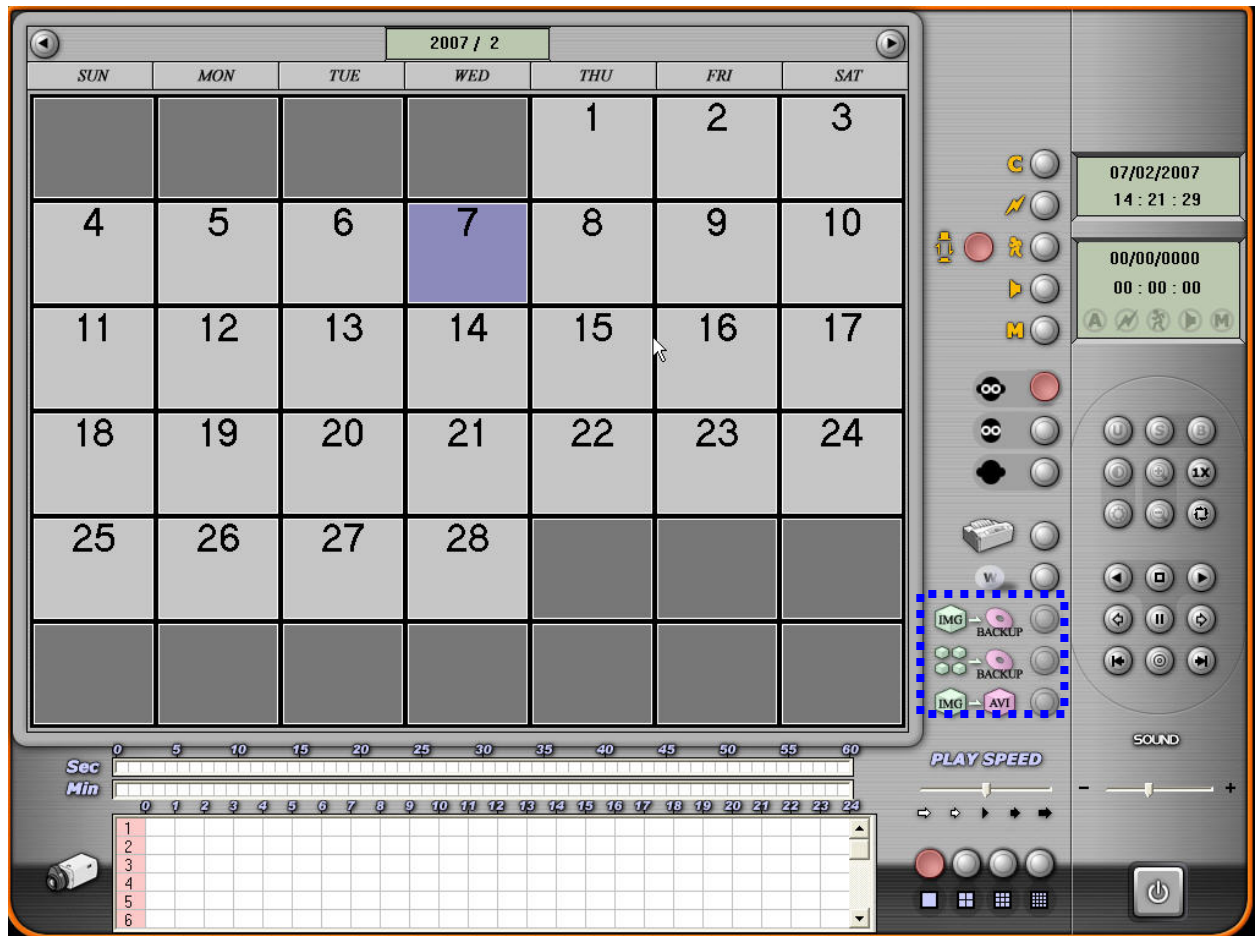 2007 / 2
SUN MON TUE WED THU FRI SAT
1 2 3
4 5 6 7 8 9 10
11 12 13 14 15 16 17
18 19 20 21 22 23 24
25 26 27 28
C
M
07/02/2007
14 : 21 : 29
00/00/0000
00 : 00 : 00
A M
U S B
1X
W
IMG BACKUP
BACKUP
IMG AVI
SOUND
- +
PLAY SPEED
0 5 10 15 20 25 30 35 40 45 50 55 60
Sec
Min
0 1 2 3 4 5 6 7 8 9 10 11 12 13 14 15 16 17 18 19 20 21 22 23 24
1
2
3
4
5
6